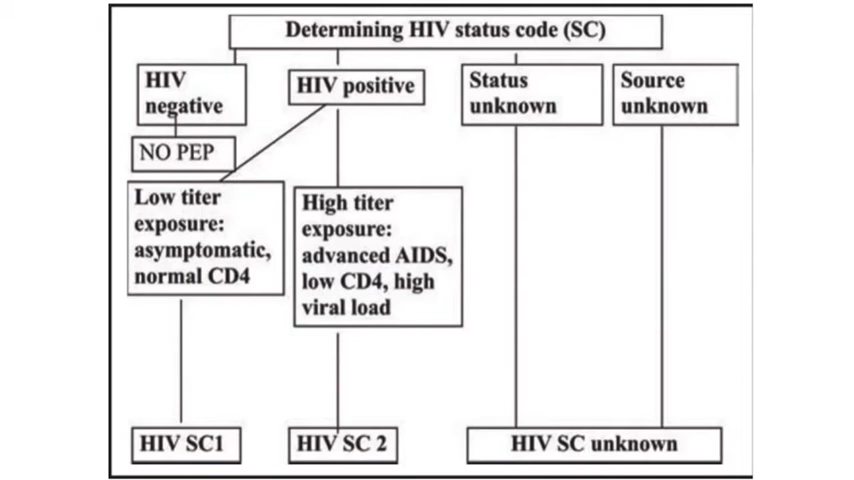 Determining HIV status code (SC)
HIV
negative
HIV positive
Status
unknown
Source
unknown
NO PEP
Low titer
exposure:
asymptomatic,
normal CD4
High titer
exposure:
advanced AIDS,
low CD4, high
viral load
HIV SC1
HIV SC 2
HIV SC unknown